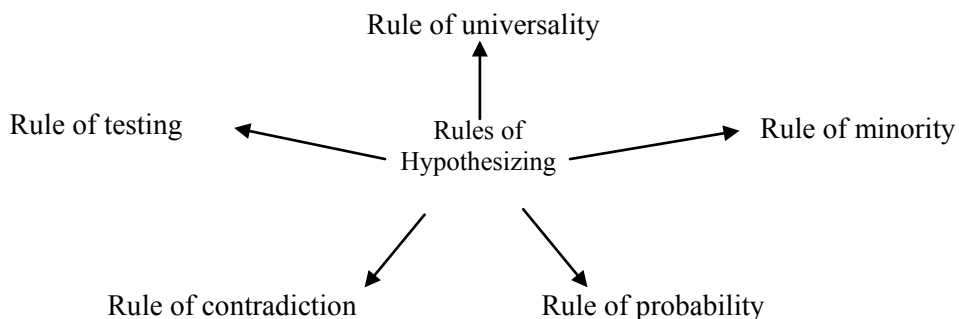 Rule of universality
Rule of testing
Rules of
Hypothesizing
Rule of minority
Rule of contradiction
Rule of probability